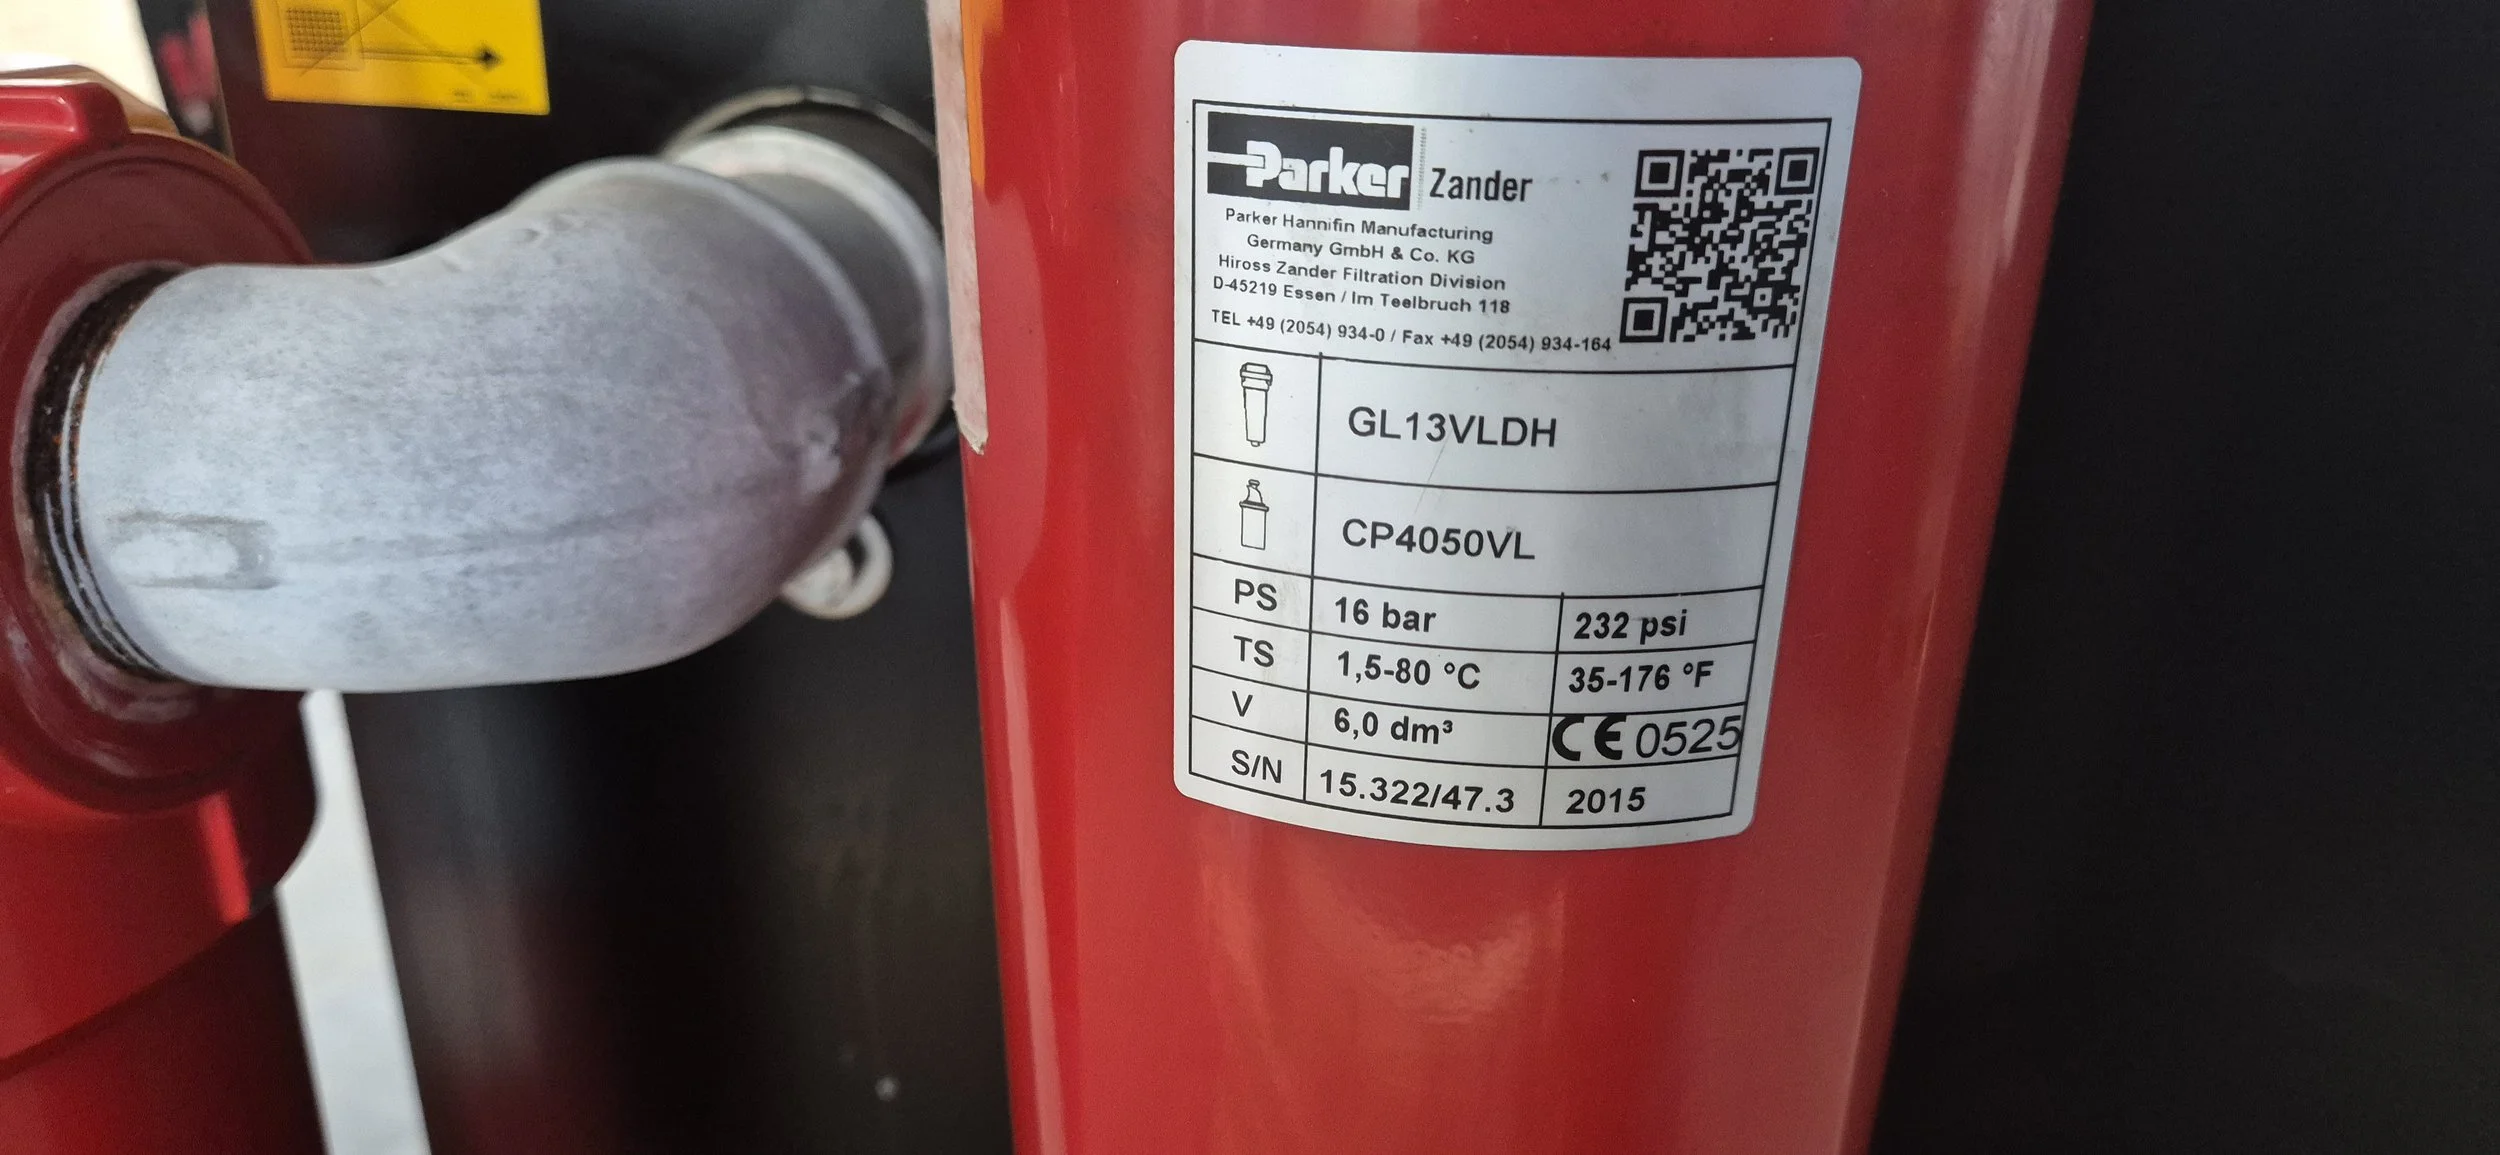 Parker Zander
Parker Hannifin Manufacturing
Germany GmbH & Co. KG
Hiross Zander Filtration Division
D-45219 Essen / Im Teelbruch 118
TEL +49 (2054) 934-0 / Fax +49 (2054) 934-164
GL13VLDH
CP4050VL
PS 16 bar 232 psi
TS 1,5-80 °C 35-176 °F
V 6,0 dm³ CE 0525
S/N 15.322/47.3 2015